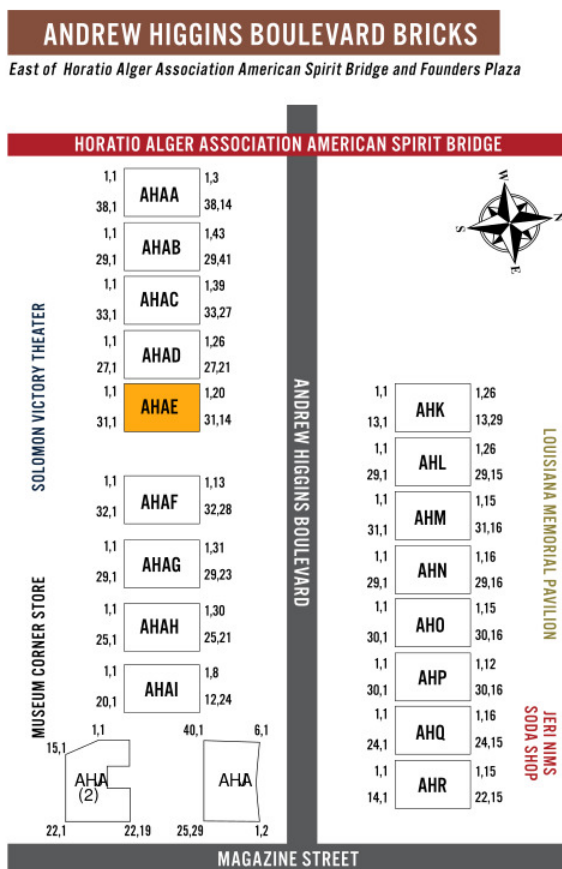 ANDREW HIGGINS BOULEVARD BRICKS
East of Horatio Alger Association American Spirit Bridge and Founders Plaza
HORATIO ALGER ASSOCIATION AMERICAN SPIRIT BRIDGE
W
N
S
E
SOLOMON VICTORY THEATER
MUSEUM CORNER STORE
1,1 AHAA 1,3
38,1 38,14
1,1 AHAB 1,43
29,1 29,41
1,1 AHAC 1,39
33,1 33,27
1,1 AHAD 1,26
27,1 27,21
1,1 AHAE 1,20
31,1 31,14
1,1 AHAF 1,13
32,1 32,28
1,1 AHAG 1,31
29,1 29,23
1,1 AHAH 1,30
25,1 25,21
1,1 AHAI 1,8
20,1 12,24
1,1
15,1
AHA
(2)
22,1 22,19
40,1 6,1
AHA
25,29 1,2
ANDREW HIGGINS BOULEVARD
1,1 AHK 1,26
13,1 13,29
1,1 AHL 1,26
29,1 29,15
1,1 AHM 1,15
31,1 31,16
1,1 AHN 1,16
29,1 29,16
1,1 AHO 1,15
30,1 30,16
1,1 AHP 1,12
30,1 30,16
1,1 AHQ 1,16
24,1 24,15
1,1 AHR 1,15
14,1 22,15
LOUISIANA MEMORIAL PAVILION
JERI NIMS
SODA SHOP
MAGAZINE STREET